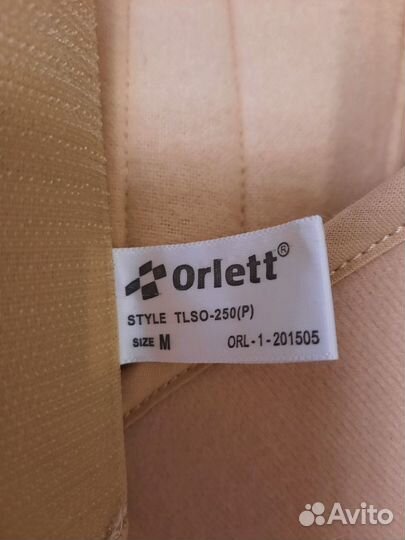 Orlett®
STYLE TLSO-250(P)
SIZE M ORL-1-201505
Avito